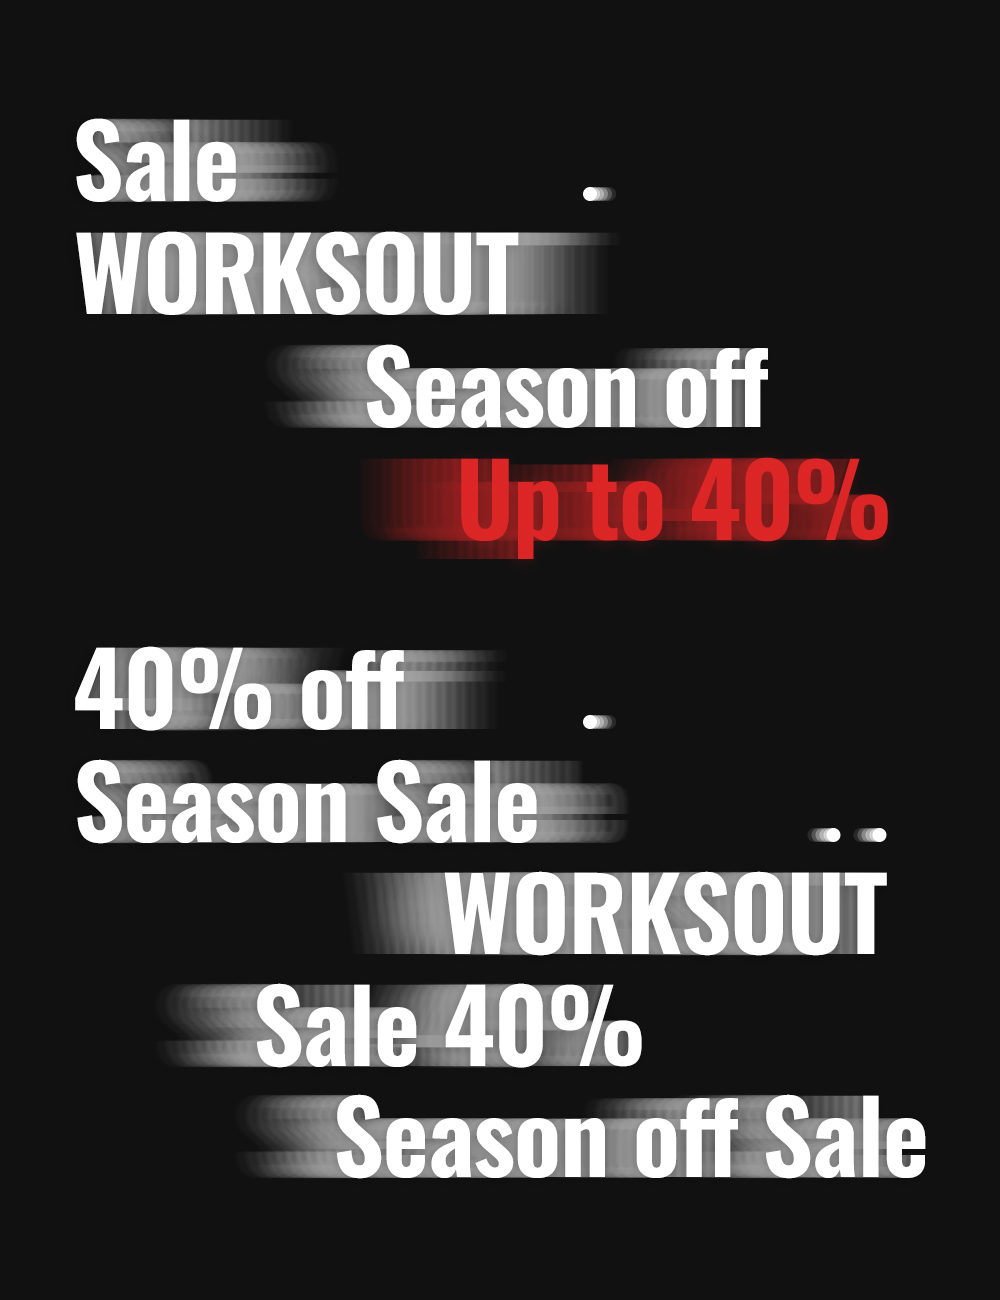 Sale .
WORKSOUT
Season off
Up to 40%
40% off .
Season Sale . .
WORKSOUT
Sale 40%
Season off Sale